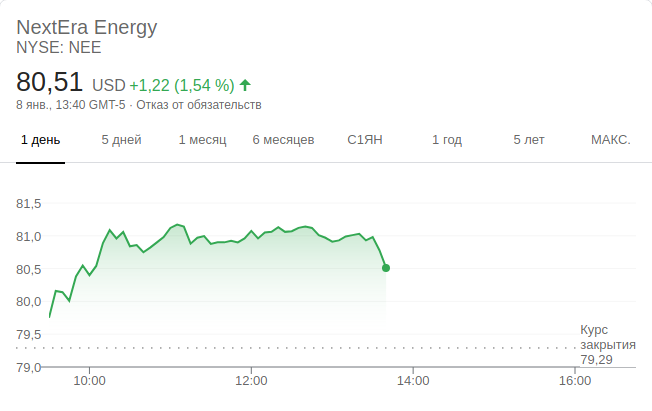 NextEra Energy
NYSE: NEE
80,51 USD +1,22 (1,54 %)
8 янв., 13:40 GMT-5 · Отказ от обязательств
1 день 5 дней 1 месяц 6 месяцев С1ЯН 1 год 5 лет МАКС.
81,5
81,0
80,5
80,0
79,5
79,0
Курс
закрытия
79,29
10:00 12:00 14:00 16:00